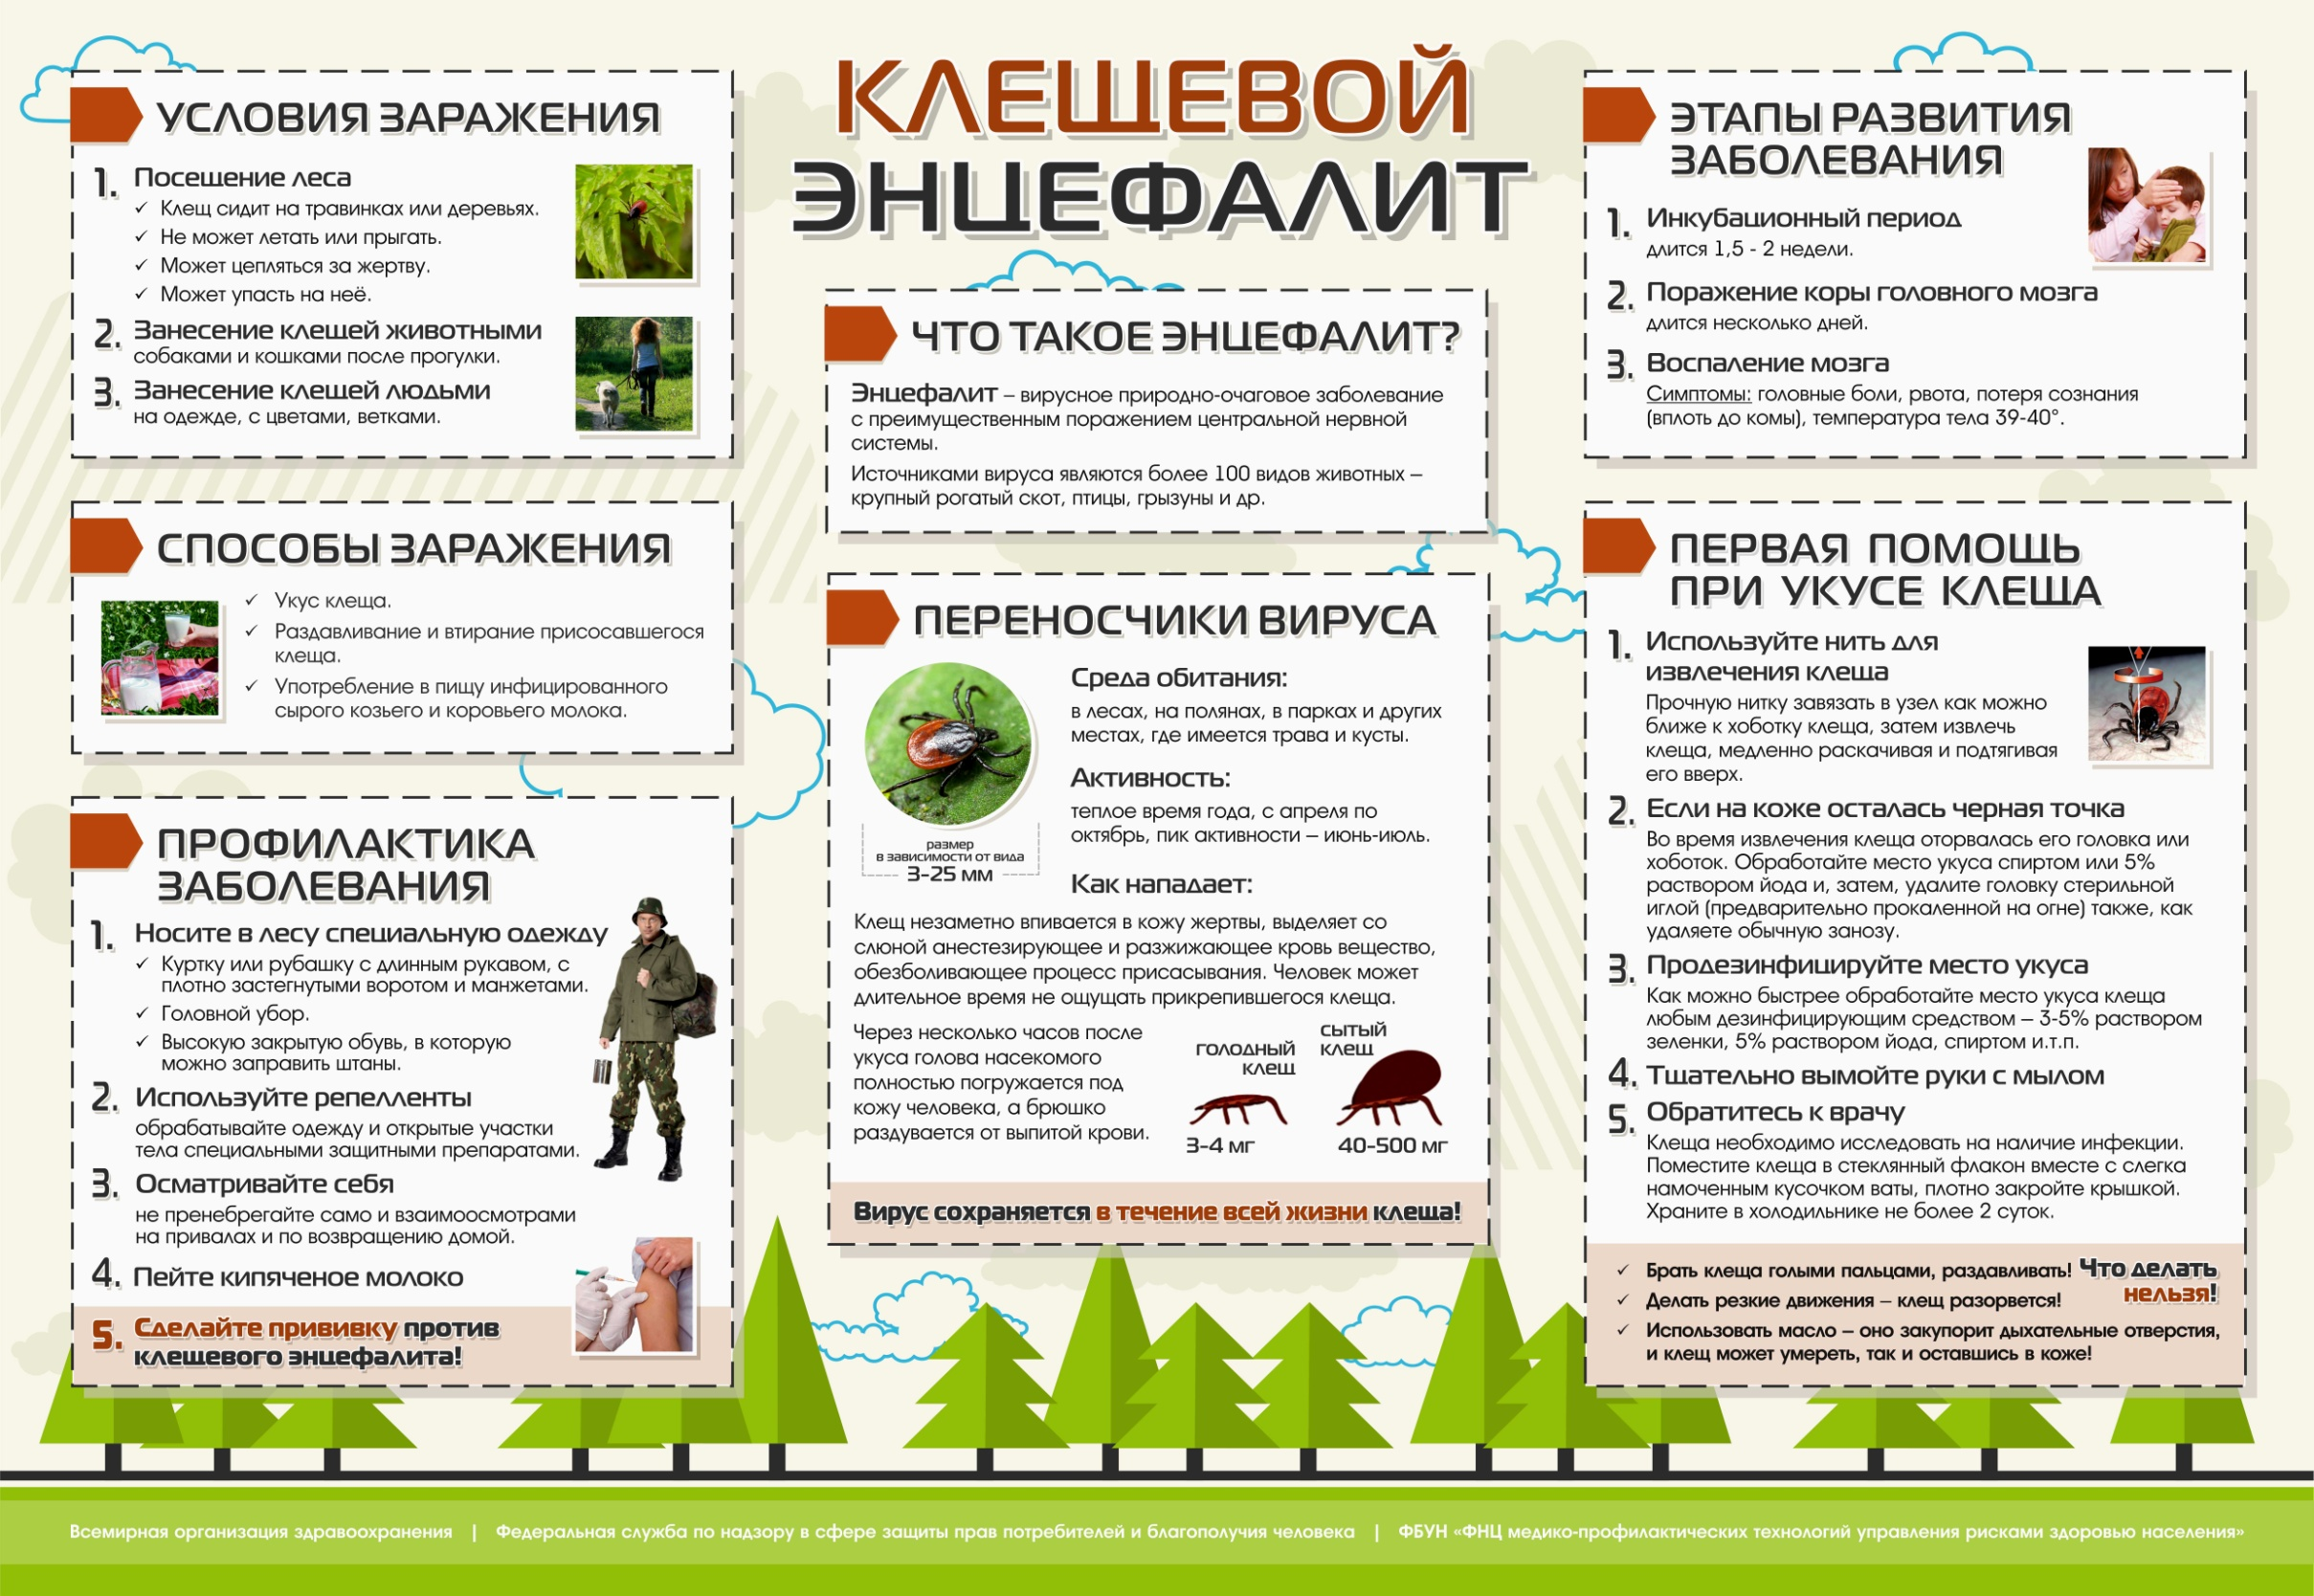 КЛЕЩЕВОЙ
ЭНЦЕФАЛИТ
УСЛОВИЯ ЗАРАЖЕНИЯ
1. Посещение леса
✓ Клещ сидит на травинках или деревьях.
✓ Не может летать или прыгать.
✓ Может цепляться за жертву.
✓ Может упасть на неё.
2. Занесение клещей животными
собаками и кошками после прогулки.
3. Занесение клещей людьми
на одежде, с цветами, ветками.
СПОСОБЫ ЗАРАЖЕНИЯ
✓ Укус клеща.
✓ Раздавливание и втирание присосавшегося
клеща.
✓ Употребление в пищу инфицированного
сырого козьего и коровьего молока.
ПРОФИЛАКТИКА
ЗАБОЛЕВАНИЯ
1. Носите в лесу специальную одежду
✓ Куртку или рубашку с длинным рукавом, с
плотно застегнутыми воротом и манжетами.
✓ Головной убор.
✓ Высокую закрытую обувь, в которую
можно заправить штаны.
2. Используйте репелленты
обрабатывайте одежду и открытые участки
тела специальными защитными препаратами.
3. Осматривайте себя
не пренебрегайте само и взаимоосмотрами
на привалах и по возвращению домой.
4. Пейте кипяченое молоко
5. Сделайте прививку против
клещевого энцефалита!
ЧТО ТАКОЕ ЭНЦЕФАЛИТ?
Энцефалит – вирусное природно-очаговое заболевание
с преимущественным поражением центральной нервной
системы.
Источниками вируса являются более 100 видов животных –
крупный рогатый скот, птицы, грызуны и др.
ПЕРЕНОСЧИКИ ВИРУСА
размер
в зависимости от вида
3-25 мм
Среда обитания:
в лесах, на полянах, в парках и других
местах, где имеется трава и кусты.
Активность:
теплое время года, с апреля по
октябрь, пик активности – июнь-июль.
Как нападает:
Клещ незаметно впивается в кожу жертвы, выделяет со
слюной анестезирующее и разжижающее кровь вещество,
обезболивающее процесс присасывания. Человек может
длительное время не ощущать прикрепившегося клеща.
Через несколько часов после
укуса голова насекомого
полностью погружается под
кожу человека, а брюшко
раздувается от выпитой крови.
голодный
клещ
3-4 мг
сытый
клещ
40-500 мг
Вирус сохраняется в течение всей жизни клеща!
ЭТАПЫ РАЗВИТИЯ
ЗАБОЛЕВАНИЯ
1. Инкубационный период
длится 1,5 - 2 недели.
2. Поражение коры головного мозга
длится несколько дней.
3. Воспаление мозга
Симптомы: головные боли, рвота, потеря сознания
(вплоть до комы), температура тела 39-40°.
ПЕРВАЯ ПОМОЩЬ
ПРИ УКУСЕ КЛЕЩА
1. Используйте нить для
извлечения клеща
Прочную нитку завязать в узел как можно
ближе к хоботку клеща, затем извлечь
клеща, медленно раскачивая и подтягивая
его вверх.
2. Если на коже осталась черная точка
Во время извлечения клеща оторвалась его головка или
хоботок. Обработайте место укуса спиртом или 5%
раствором йода и, затем, удалите головку стерильной
иглой (предварительно прокаленной на огне) также, как
удаляете обычную занозу.
3. Продезинфицируйте место укуса
Как можно быстрее обработайте место укуса клеща
любым дезинфицирующим средством – 3-5% раствором
зеленки, 5% раствором йода, спиртом и.т.п.
4. Тщательно вымойте руки с мылом
5. Обратитесь к врачу
Клеща необходимо исследовать на наличие инфекции.
Поместите клеща в стеклянный флакон вместе с слегка
намоченным кусочком ваты, плотно закройте крышкой.
Храните в холодильнике не более 2 суток.
Что делать
нельзя!
✓ Брать клеща голыми пальцами, раздавливать!
✓ Делать резкие движения – клещ разорвется!
✓ Использовать масло – оно закупорит дыхательные отверстия,
и клещ может умереть, так и оставшись в коже!
Всемирная организация здравоохранения | Федеральная служба по надзору в сфере защиты прав потребителей и благополучия человека | ФБУН «ФНЦ медико-профилактических технологий управления рисками здоровью населения»